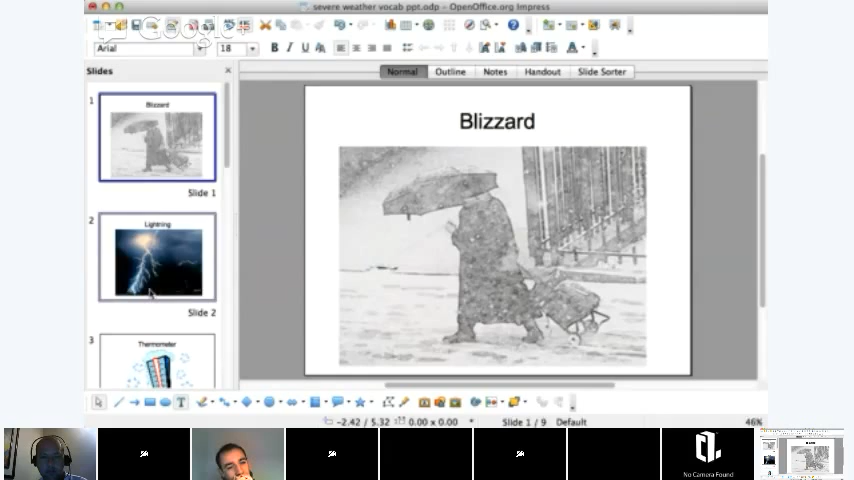 severe weather vocab ppt.odp - OpenOffice.org Impress
Google+
Arial
18
B I U A
Slides
Normal Outline Notes Handout Slide Sorter
1
Blizzard
Slide 1
2
Lightning
Slide 2
3
Thermometer
Blizzard
-2.42 / 5.32 0.00 x 0.00 * Slide 1 / 9 Default 46%
No Camera Found